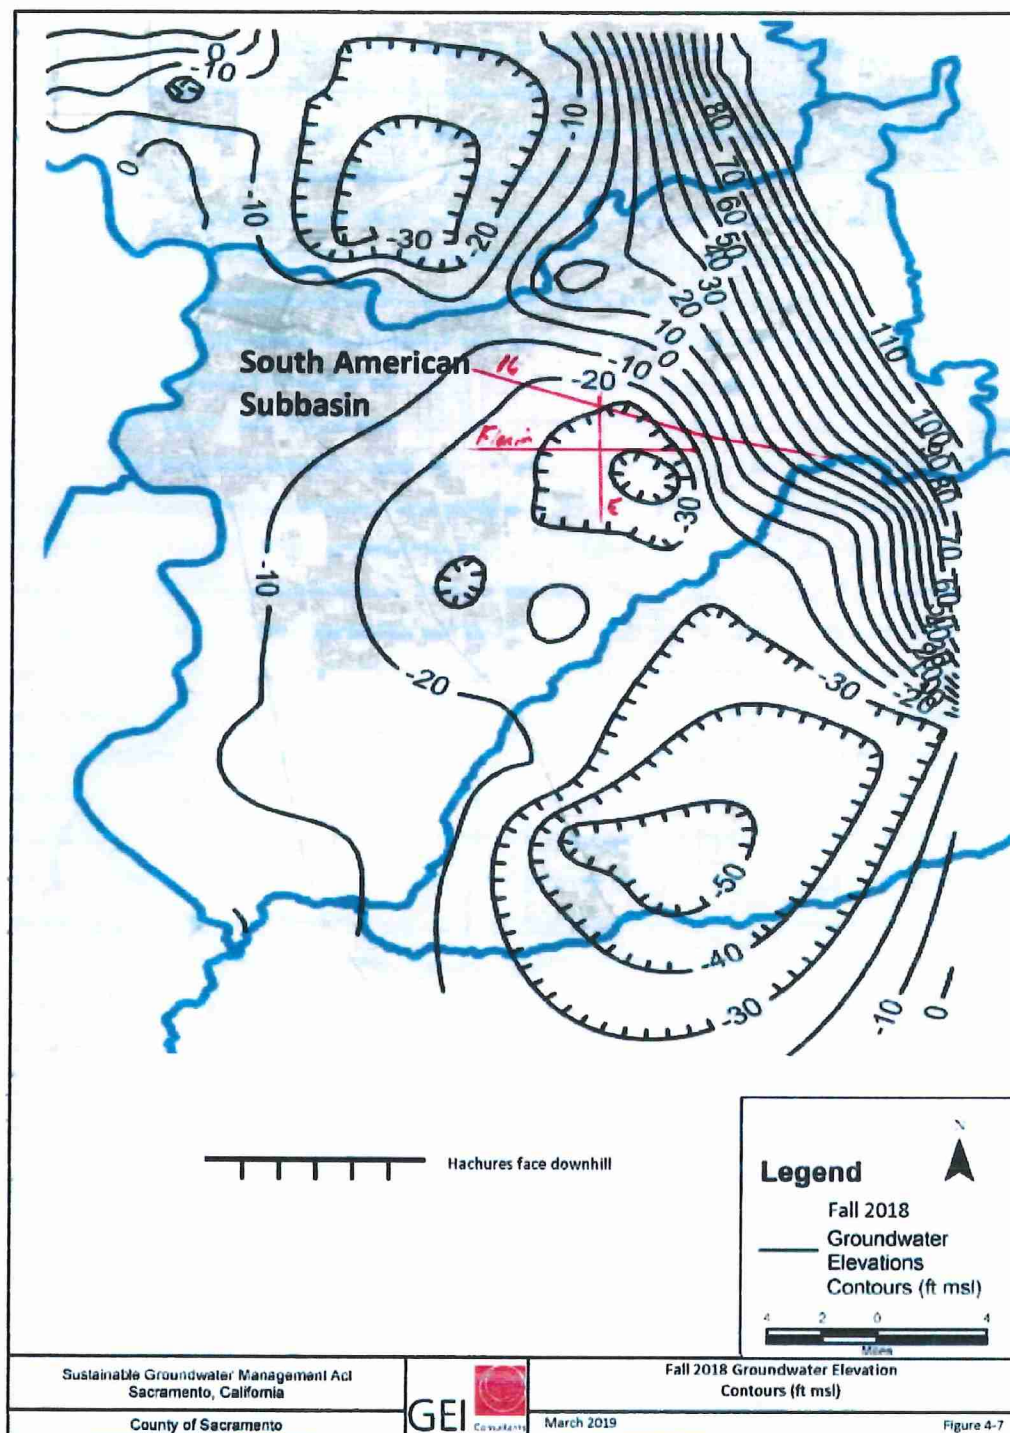 0
-10
0
-10
-30
-20
-10
80
70
60
50
40
30
20
10
0
-10
-20
110
100
90
80
70
60
South American
Subbasin
16
Florin
E
-30
-10
-20
-30
-20
-50
-40
-30
-10
0
Hachures face downhill
N
Legend
Fall 2018
Groundwater
Elevations
Contours (ft msl)
4 2 0 4
Miles
Sustainable Groundwater Management Act
Sacramento, California
County of Sacramento
GEI Consultants
Fall 2018 Groundwater Elevation
Contours (ft msl)
March 2019
Figure 4-7